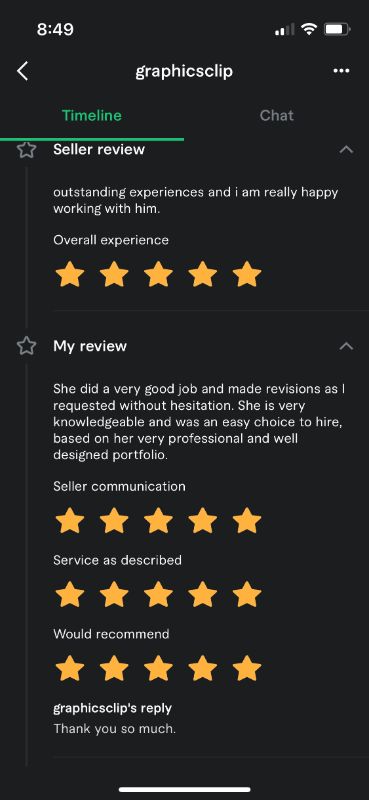 8:49
graphicsclip
Timeline
Chat
Seller review
outstanding experiences and i am really happy
working with him.
Overall experience
My review
She did a very good job and made revisions as I
requested without hesitation. She is very
knowledgeable and was an easy choice to hire,
based on her very professional and well
designed portfolio.
Seller communication
Service as described
Would recommend
graphicsclip's reply
Thank you so much.